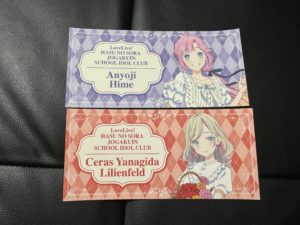 LoveLive!
HASU NO SORA
JOGAKUIN
SCHOOL IDOL CLUB
Anyoji
Hime
LoveLive!
HASU NO SORA
JOGAKUIN
SCHOOL IDOL CLUB
Ceras Yanagida
Lilienfeld